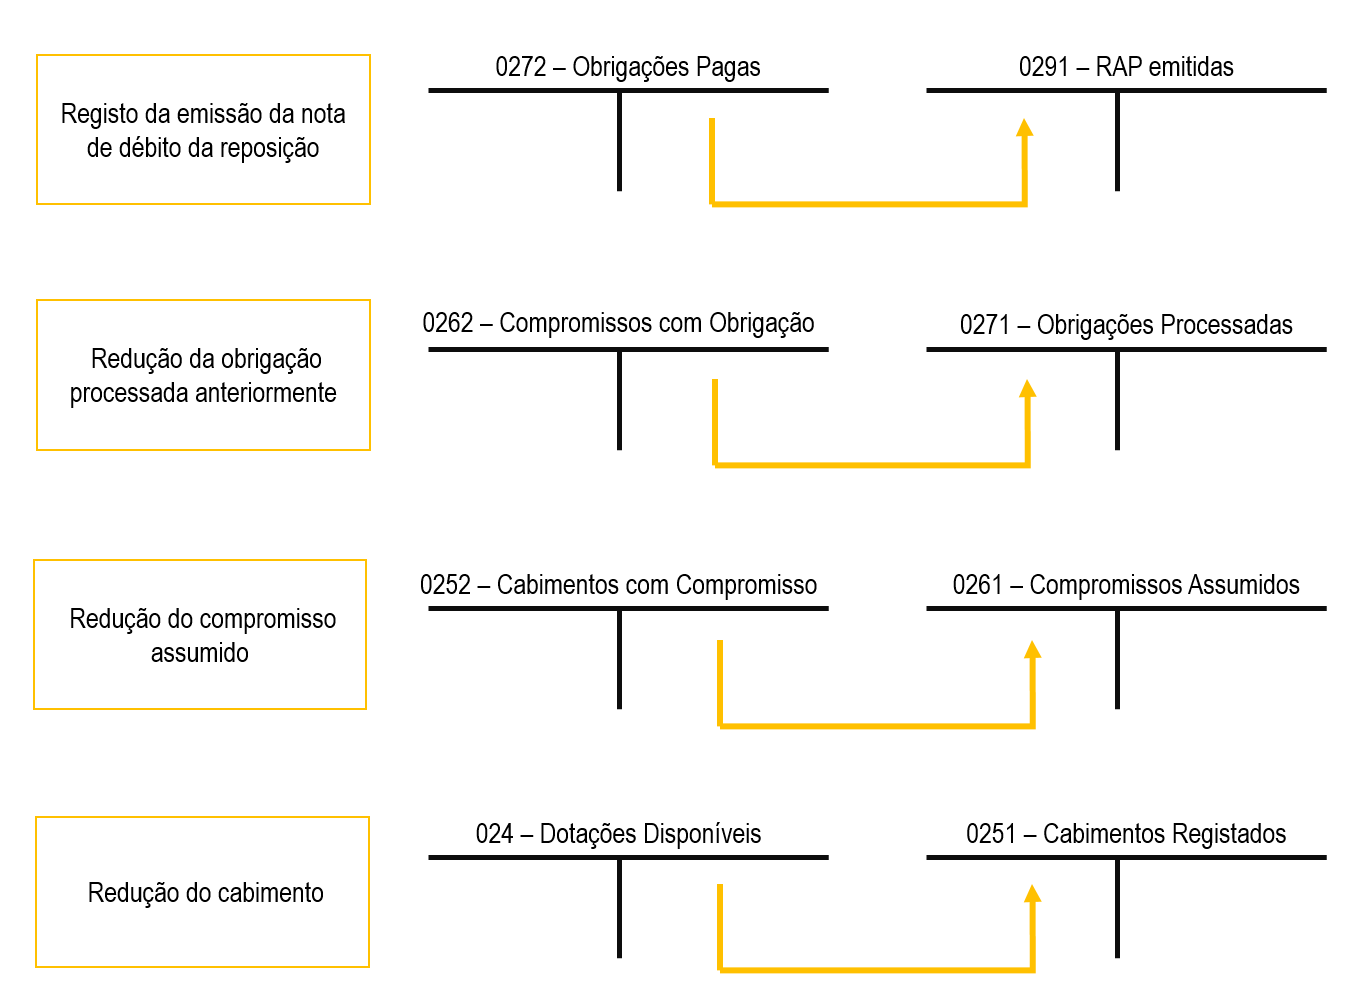 Registo da emissão da nota
de débito da reposição
0272 – Obrigações Pagas
0291 – RAP emitidas
Redução da obrigação
processada anteriormente
0262 – Compromissos com Obrigação
0271 – Obrigações Processadas
Redução do compromisso
assumido
0252 – Cabimentos com Compromisso
0261 – Compromissos Assumidos
Redução do cabimento
024 – Dotações Disponíveis
0251 – Cabimentos Registados